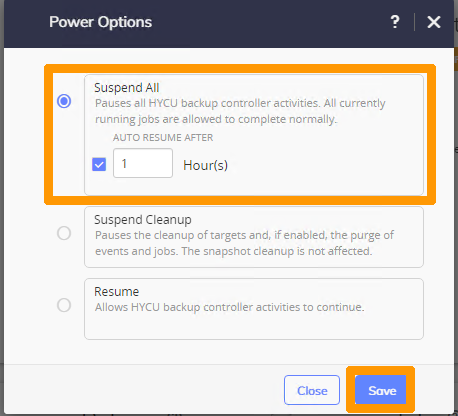 Power Options
?
Suspend All
Pauses all HYCU backup controller activities. All currently
running jobs are allowed to complete normally.
AUTO RESUME AFTER
1 Hour(s)
Suspend Cleanup
Pauses the cleanup of targets and, if enabled, the purge of
events and jobs. The snapshot cleanup is not affected.
Resume
Allows HYCU backup controller activities to continue.
Close Save